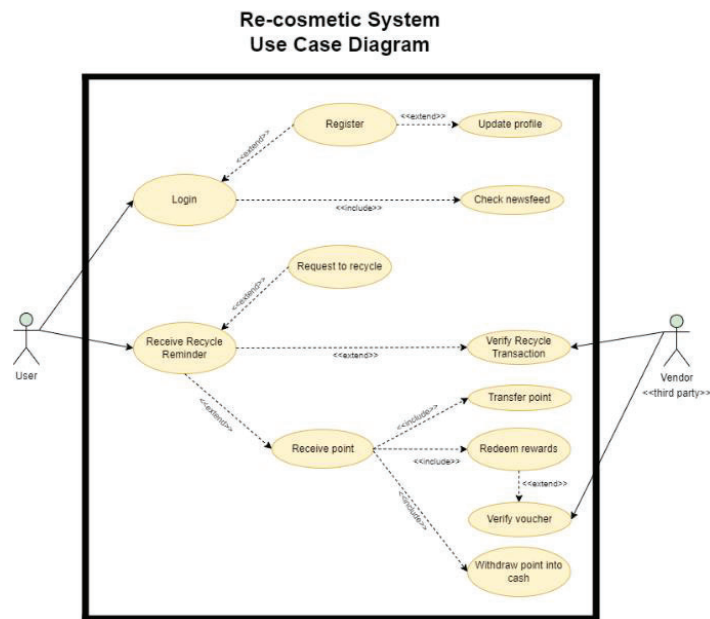 Re-cosmetic System
Use Case Diagram
Register
<<extend>>
Update profile
<<extend>>
Login
<<include>>
Check newsfeed
Request to recycle
<<extend>>
User
Receive Recycle
Reminder
<<extend>>
Verify Recycle
Transaction
Vendor
<<third party>>
<<extend>>
<<include>>
Transfer point
Receive point
<<include>>
Redeem rewards
<<extend>>
<<include>>
Verify voucher
Withdraw point into
cash